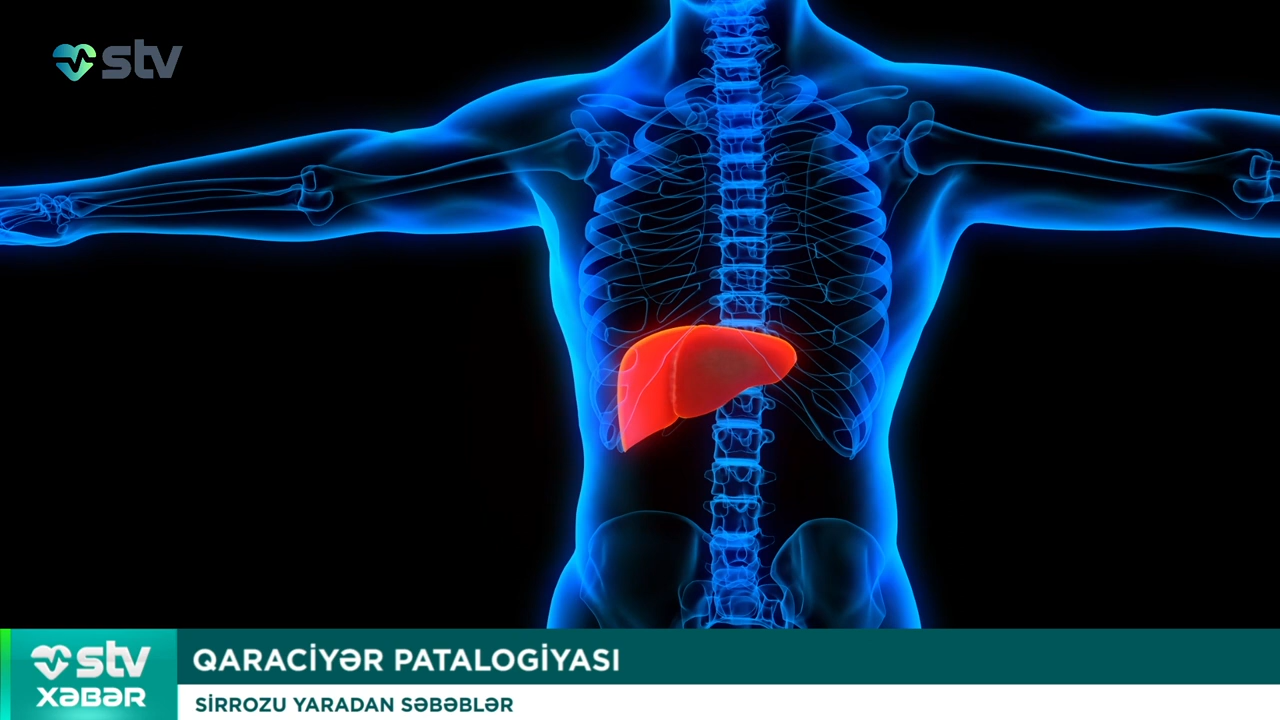 stv
QARACİYƏR PATALOGİYASI
stv
XƏBƏR
SİRROZU YARADAN SƏBƏBLƏR